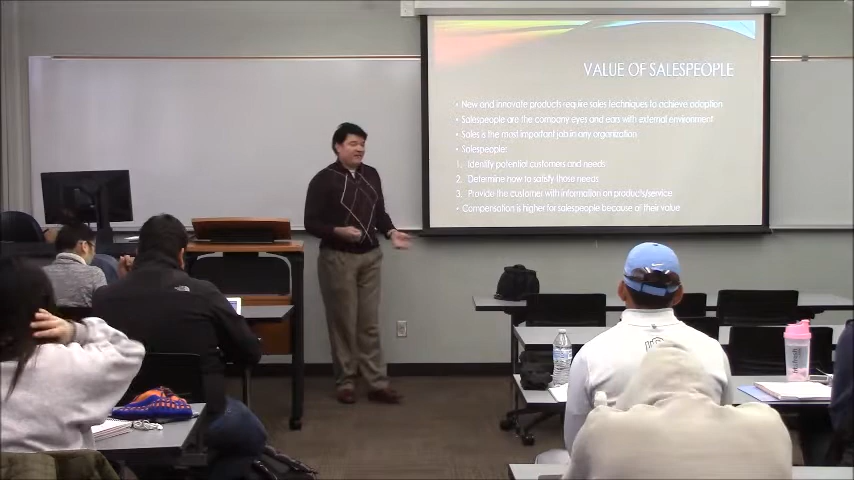 VALUE OF SALESPEOPLE
• New and innovate products require sales techniques to achieve adoption
• Salespeople are the company eyes and ears with external environment
• Sales is the most important job in any organization
• Salespeople:
1. Identify potential customers and needs
2. Determine how to satisfy those needs
3. Provide the customer with information on products/service
• Compensation is higher for salespeople because of their value